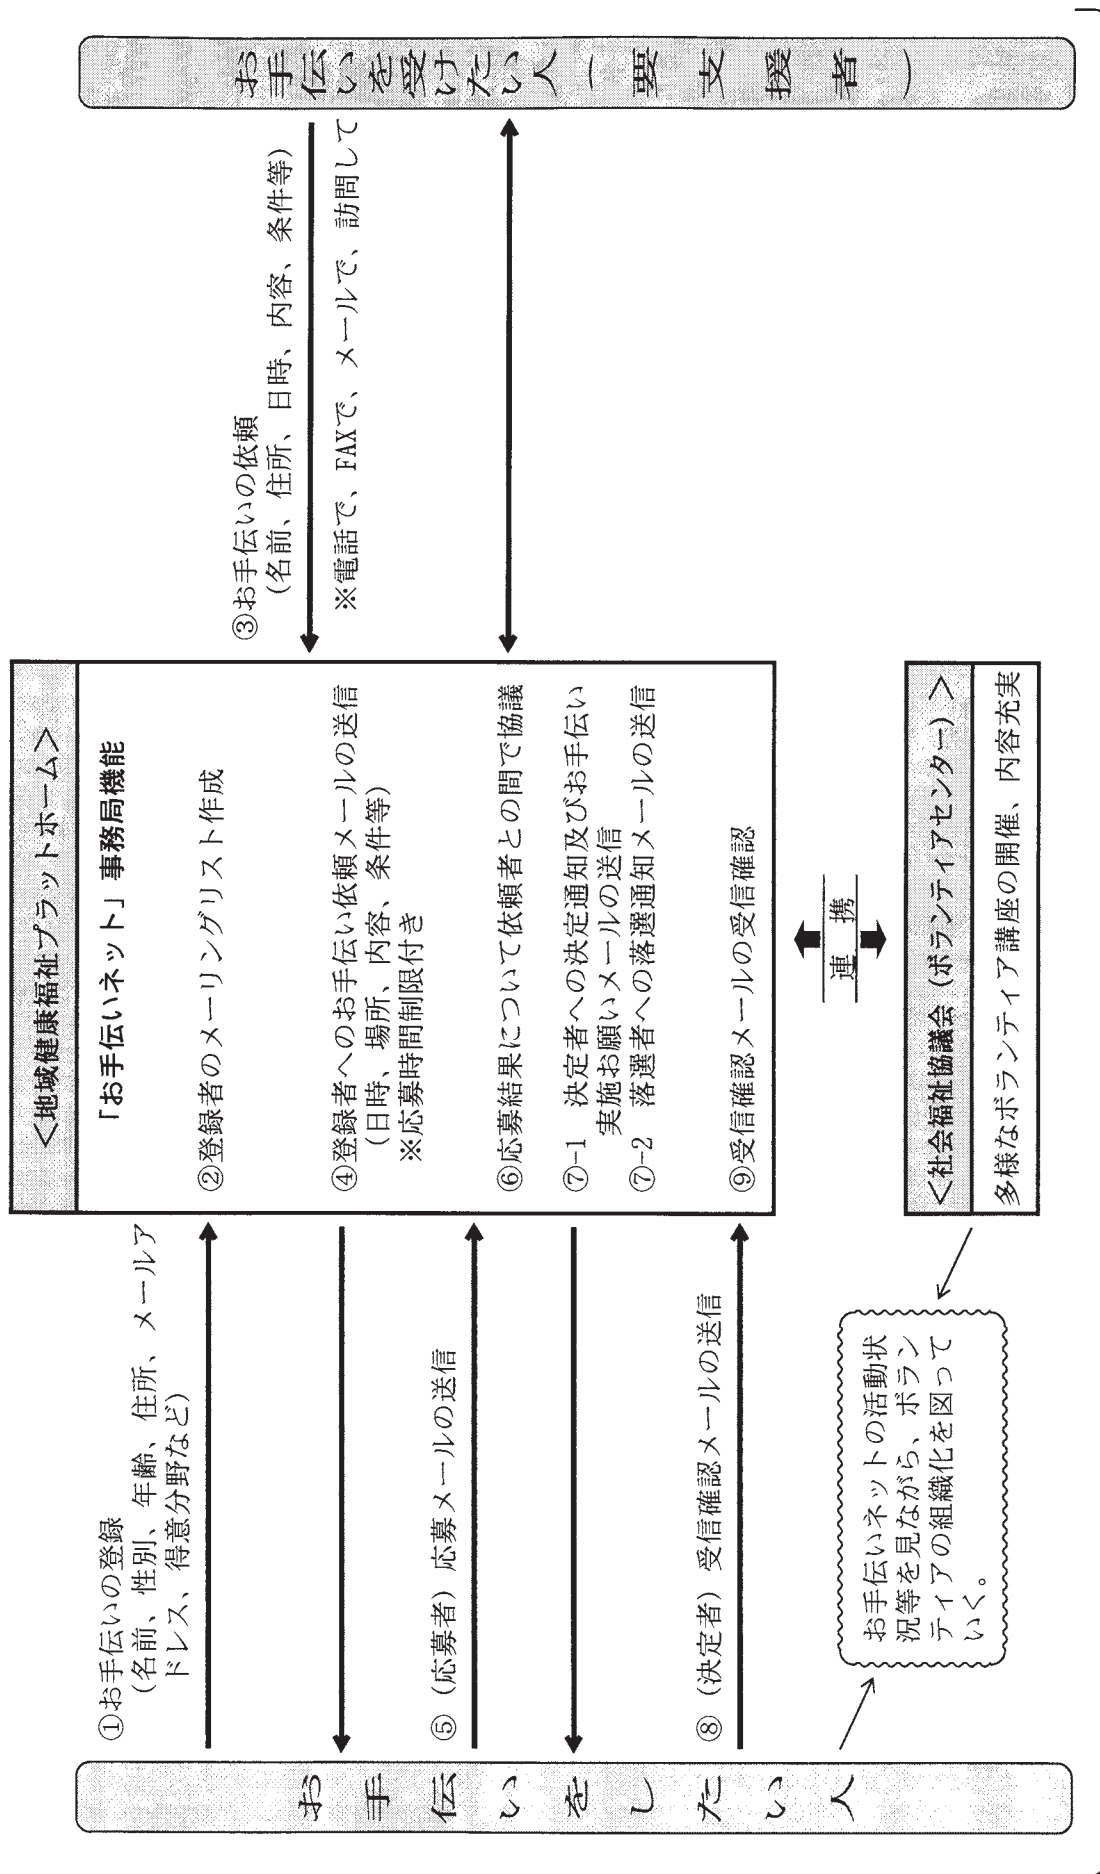 ＜地域健康福祉プラットホーム＞
「お手伝いネット」事務局機能
お手伝いをしたい人
①お手伝いの登録
（名前、性別、年齢、住所、メールア
ドレス、得意分野など）
②登録者のメーリングリスト作成
③お手伝いの依頼
（名前、住所、日時、内容、条件等）
※電話で、FAXで、メールで、訪問して
お手伝いを受けたい人（要支援者）
④登録者へのお手伝い依頼メールの送信
（日時、場所、内容、条件等）
※応募時間制限付き
⑤（応募者）応募メールの送信
⑥応募結果について依頼者との間で協議
⑦-1　決定者への決定通知及びお手伝い
実施お願いメールの送信
⑦-2　落選者への落選通知メールの送信
⑧（決定者）受信確認メールの送信
⑨受信確認メールの受信確認
連　携
＜社会福祉協議会（ボランティアセンター）＞
多様なボランティア講座の開催、内容充実
お手伝いネットの活動状
況等を見ながら、ボラン
ティアの組織化を図って
いく。